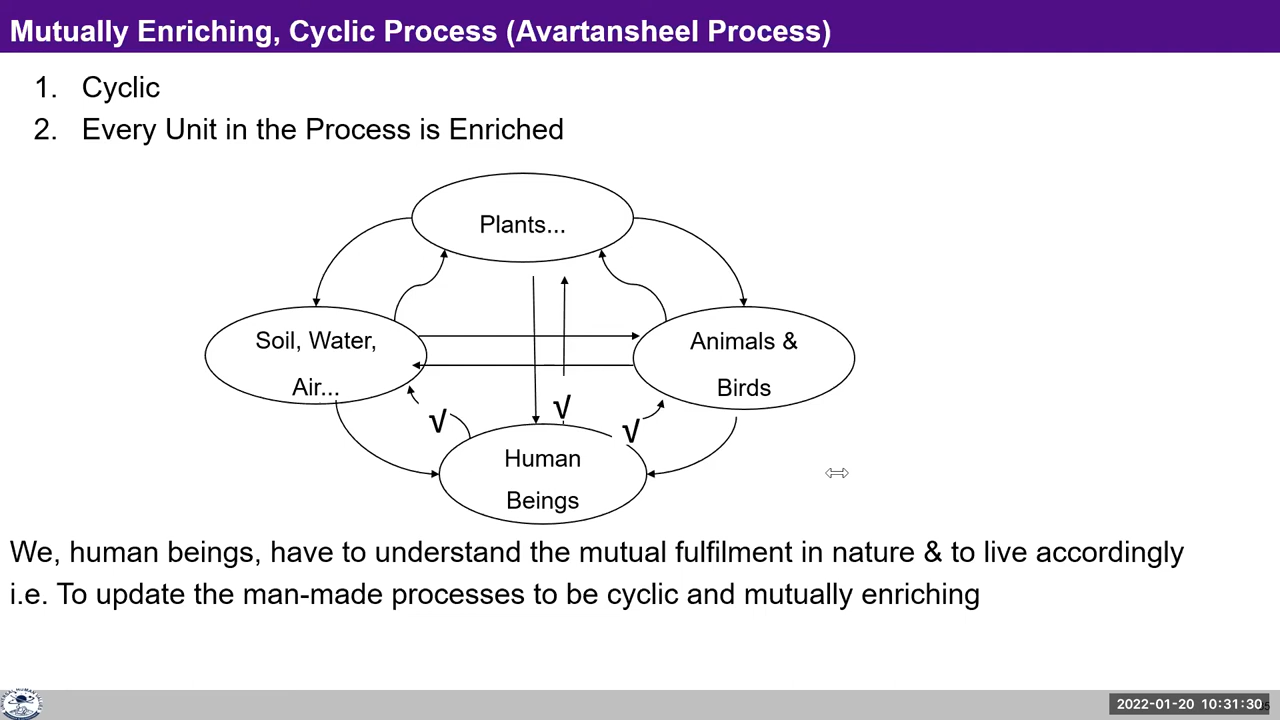 Mutually Enriching, Cyclic Process (Avartansheel Process)
1. Cyclic
2. Every Unit in the Process is Enriched
Plants...
Soil, Water,
Air...
Animals &
Birds
√
√
√
Human
Beings
We, human beings, have to understand the mutual fulfilment in nature & to live accordingly
i.e. To update the man-made processes to be cyclic and mutually enriching
2022-01-20 10:31:30